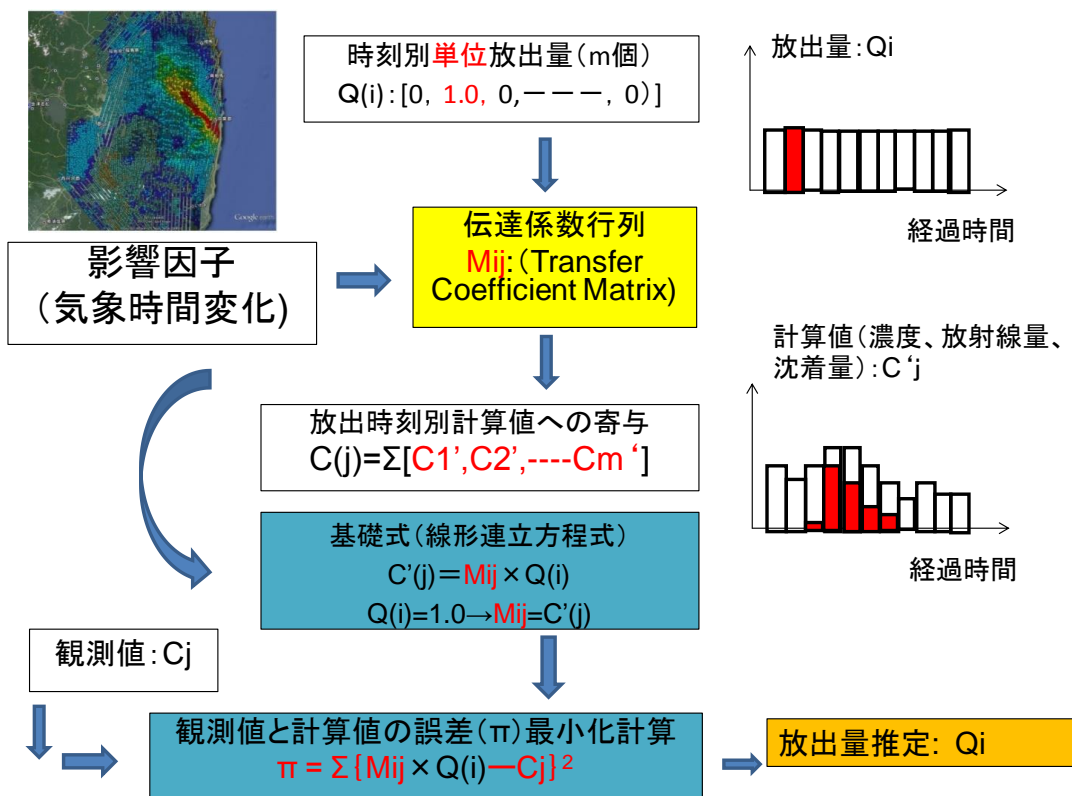 時刻別単位放出量(m個)
Q(i):[0, 1.0, 0,ーーー, 0)]
放出量:Qi
経過時間
Google earth
影響因子
(気象時間変化)
伝達係数行列
Mij:(Transfer
Coefficient Matrix)
計算値(濃度、放射線量、
沈着量):C‘j
経過時間
放出時刻別計算値への寄与
C(j)=Σ[C1’,C2’,----Cm‘]
基礎式(線形連立方程式)
C’(j)=Mij×Q(i)
Q(i)=1.0→Mij=C’(j)
観測値:Cj
観測値と計算値の誤差(π)最小化計算
π = Σ{Mij×Q(i)ーCj}²
放出量推定: Qi